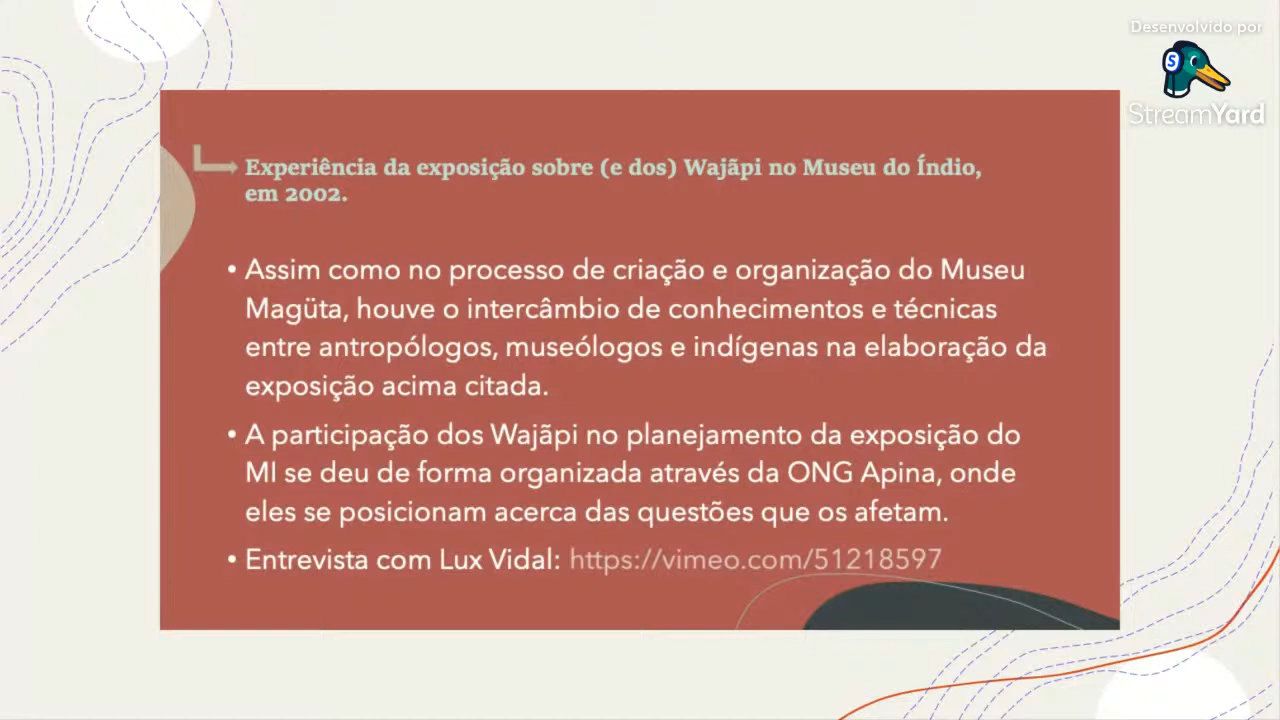 Desenvolvido por
S
StreamYard
Experiência da exposição sobre (e dos) Wajãpi no Museu do Índio,
em 2002.
• Assim como no processo de criação e organização do Museu
Magüta, houve o intercâmbio de conhecimentos e técnicas
entre antropólogos, museólogos e indígenas na elaboração da
exposição acima citada.
• A participação dos Wajãpi no planejamento da exposição do
MI se deu de forma organizada através da ONG Apina, onde
eles se posicionam acerca das questões que os afetam.
• Entrevista com Lux Vidal: https://vimeo.com/51218597